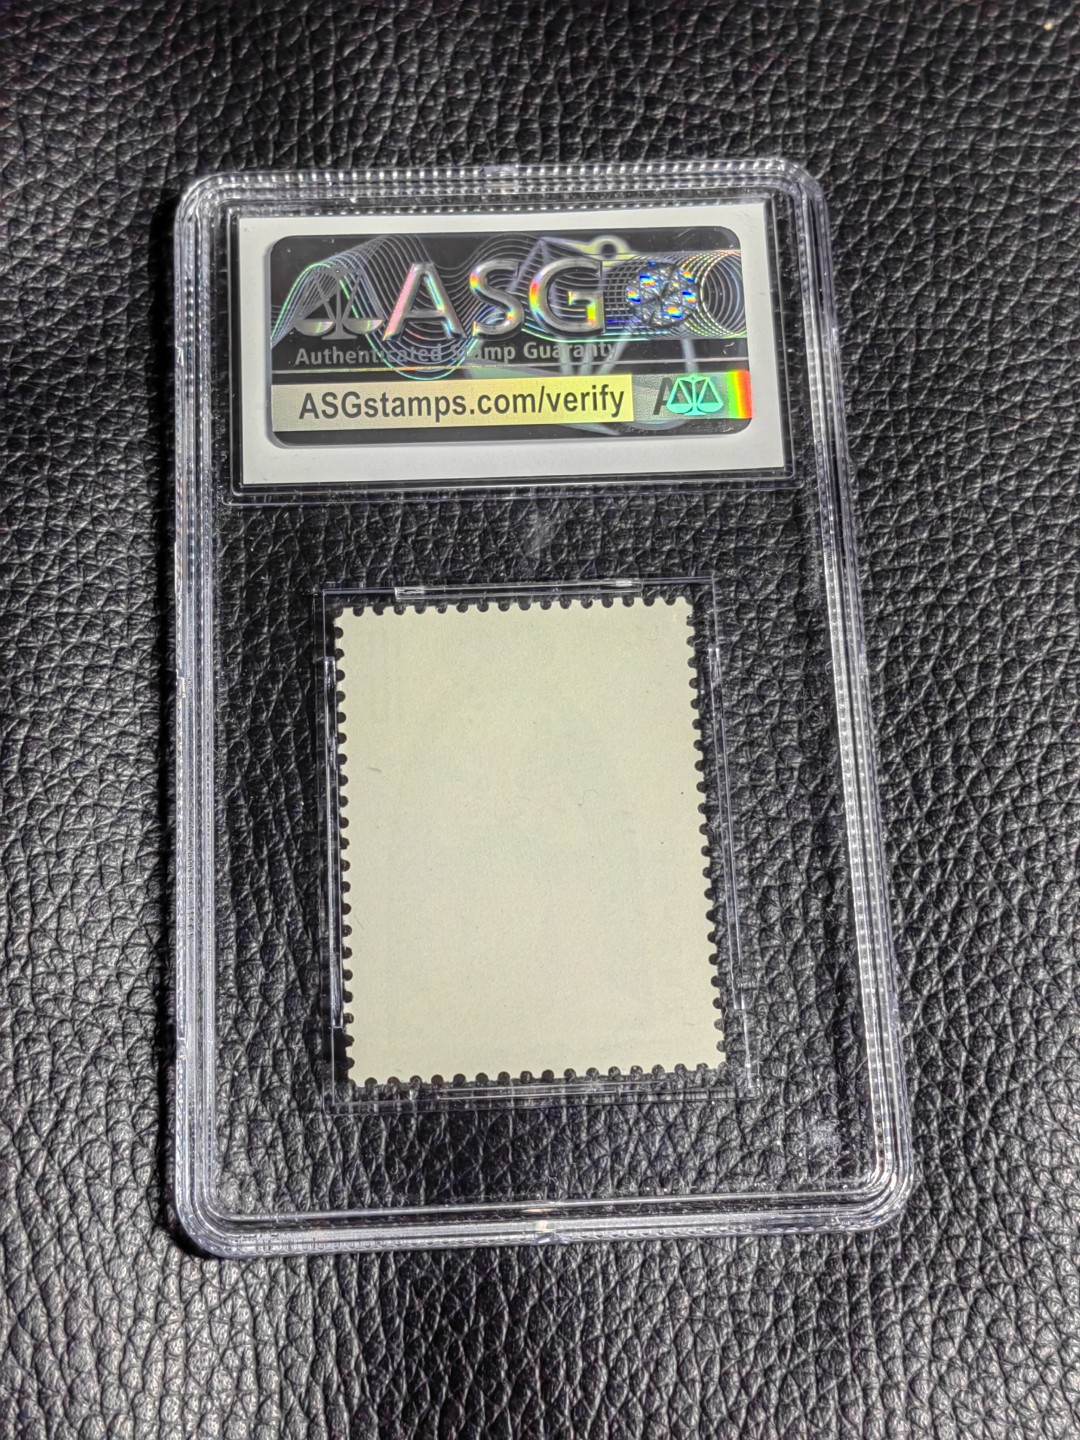 ASG
Authenticated Stamp Guaranty
ASGstamps.com/verify